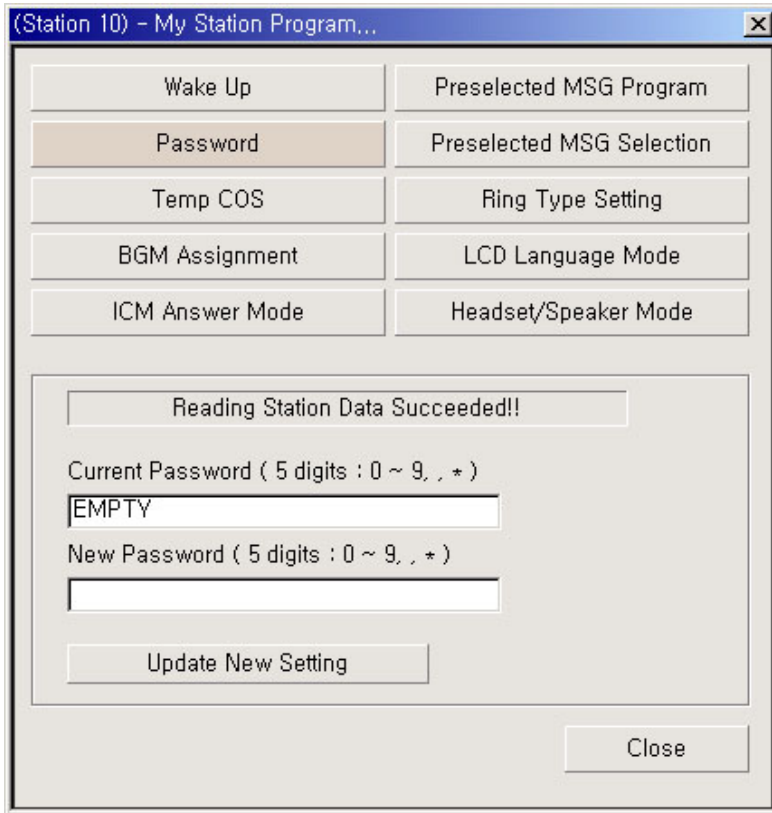 (Station 10) - My Station Program...
Wake Up
Preselected MSG Program
Password
Preselected MSG Selection
Temp COS
Ring Type Setting
BGM Assignment
LCD Language Mode
ICM Answer Mode
Headset/Speaker Mode
Reading Station Data Succeeded!!
Current Password ( 5 digits : 0 ~ 9, , * )
EMPTY
New Password ( 5 digits : 0 ~ 9, , * )
Update New Setting
Close